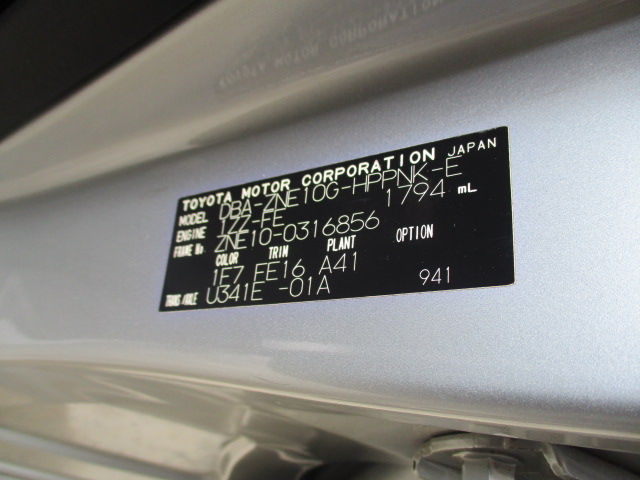 TOYOTA MOTOR CORPORATION JAPAN
MODEL DBA-ZNE10G-HPPNK-E
ENGINE 1ZZ-FE 1794 mL
FRAME No. ZNE10-0316856
COLOR TRIM PLANT OPTION
1E7 FE16 A41
TRANS/AXLE U341E -01A 941